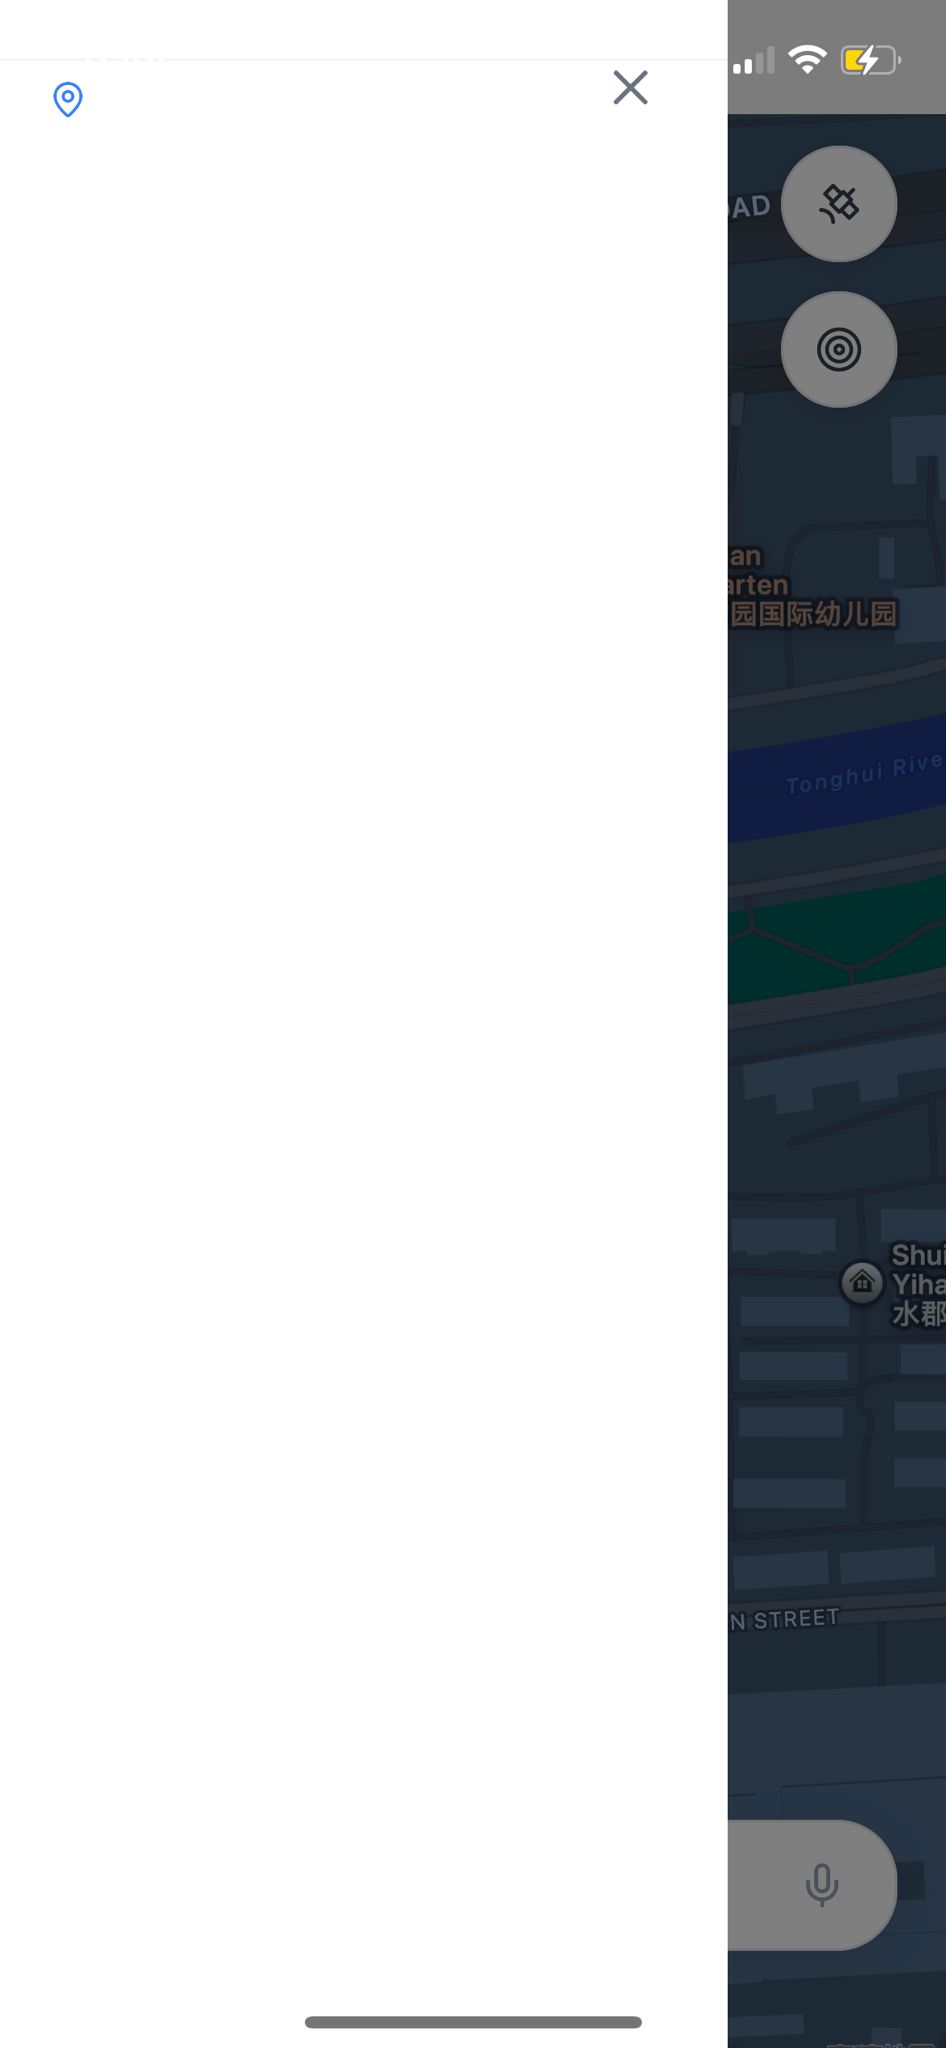 AD
an
arten
园国际幼儿园
Tonghui Rive
Shui
Yiha
水郡
N STREET